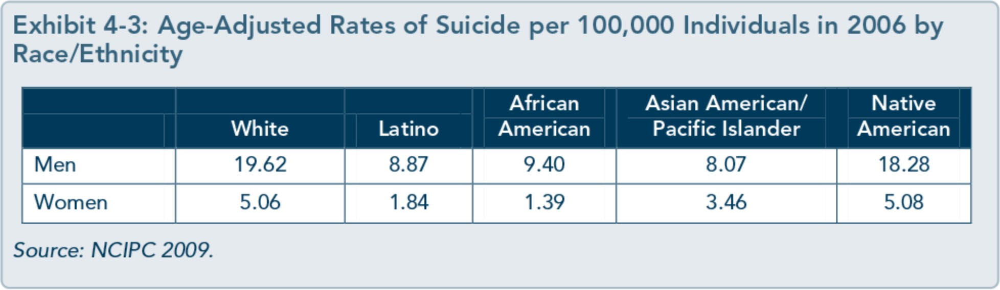 Exhibit 4-3: Age-Adjusted Rates of Suicide per 100,000 Individuals in 2006 by
Race/Ethnicity
White Latino African American Asian American/ Pacific Islander Native American
Men 19.62 8.87 9.40 8.07 18.28
Women 5.06 1.84 1.39 3.46 5.08
Source: NCIPC 2009.